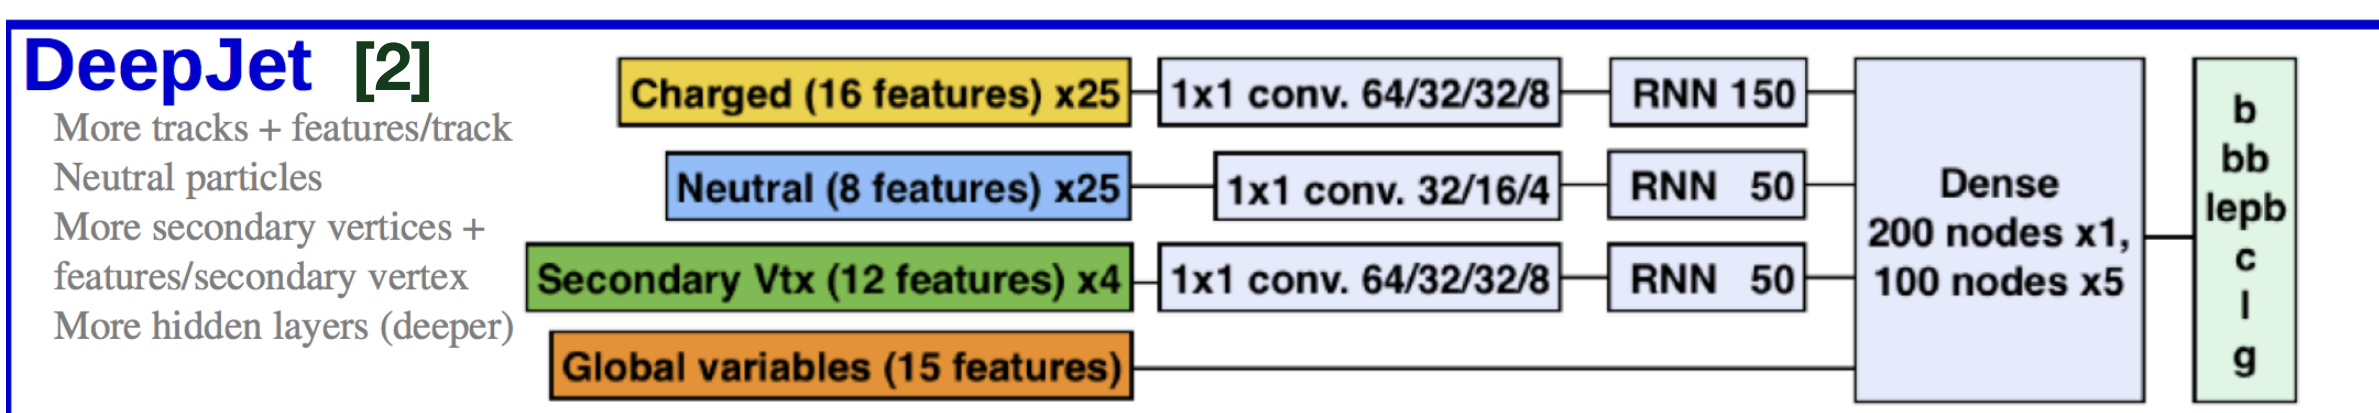 DeepJet [2]
More tracks + features/track
Neutral particles
More secondary vertices +
features/secondary vertex
More hidden layers (deeper)
Charged (16 features) x25
1x1 conv. 64/32/32/8
RNN 150
Neutral (8 features) x25
1x1 conv. 32/16/4
RNN 50
Secondary Vtx (12 features) x4
1x1 conv. 64/32/32/8
RNN 50
Global variables (15 features)
Dense
200 nodes x1,
100 nodes x5
b
bb
lepb
c
l
g